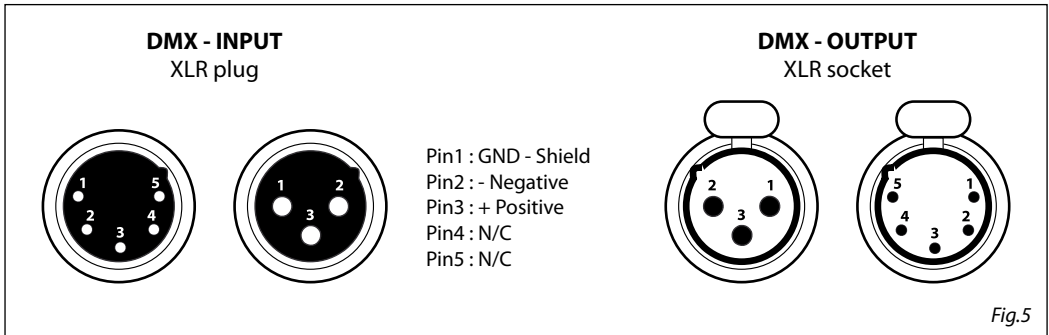 DMX - INPUT
XLR plug
1 5
2 4
3
1 2
3
Pin1 : GND - Shield
Pin2 : - Negative
Pin3 : + Positive
Pin4 : N/C
Pin5 : N/C
DMX - OUTPUT
XLR socket
2 1
3
5 1
4 2
3
Fig.5